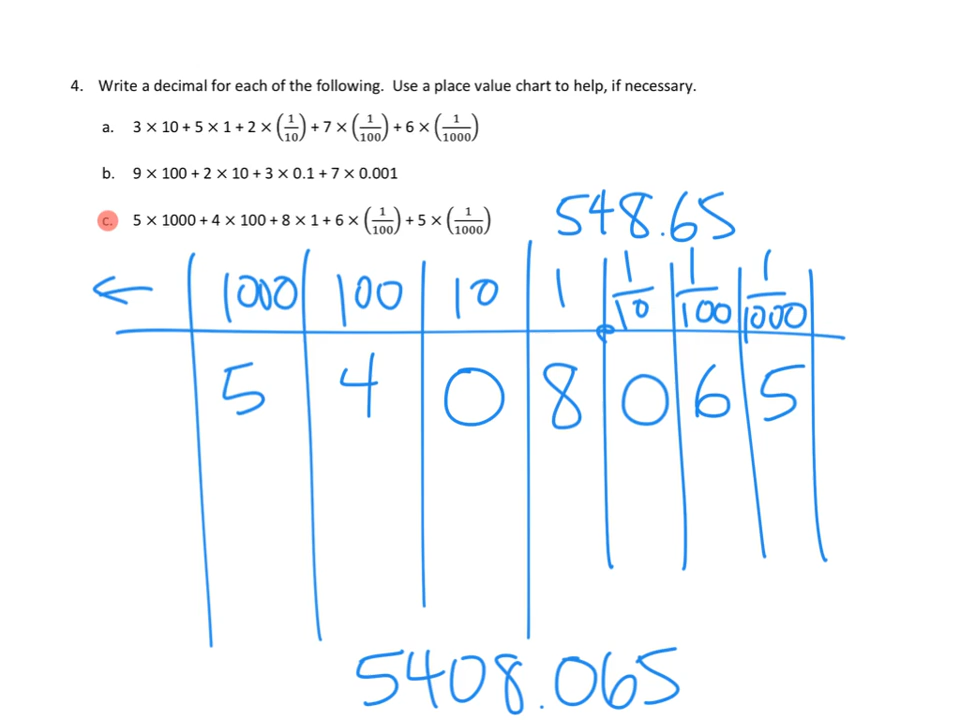 4. Write a decimal for each of the following. Use a place value chart to help, if necessary.
a. 3 × 10 + 5 × 1 + 2 × (1/10) + 7 × (1/100) + 6 × (1/1000)
b. 9 × 100 + 2 × 10 + 3 × 0.1 + 7 × 0.001
c. 5 × 1000 + 4 × 100 + 8 × 1 + 6 × (1/100) + 5 × (1/1000)
548.65
← 1000 100 10 1 1/10 1/100 1/1000
5 4 0 8 0 6 5
5408.065